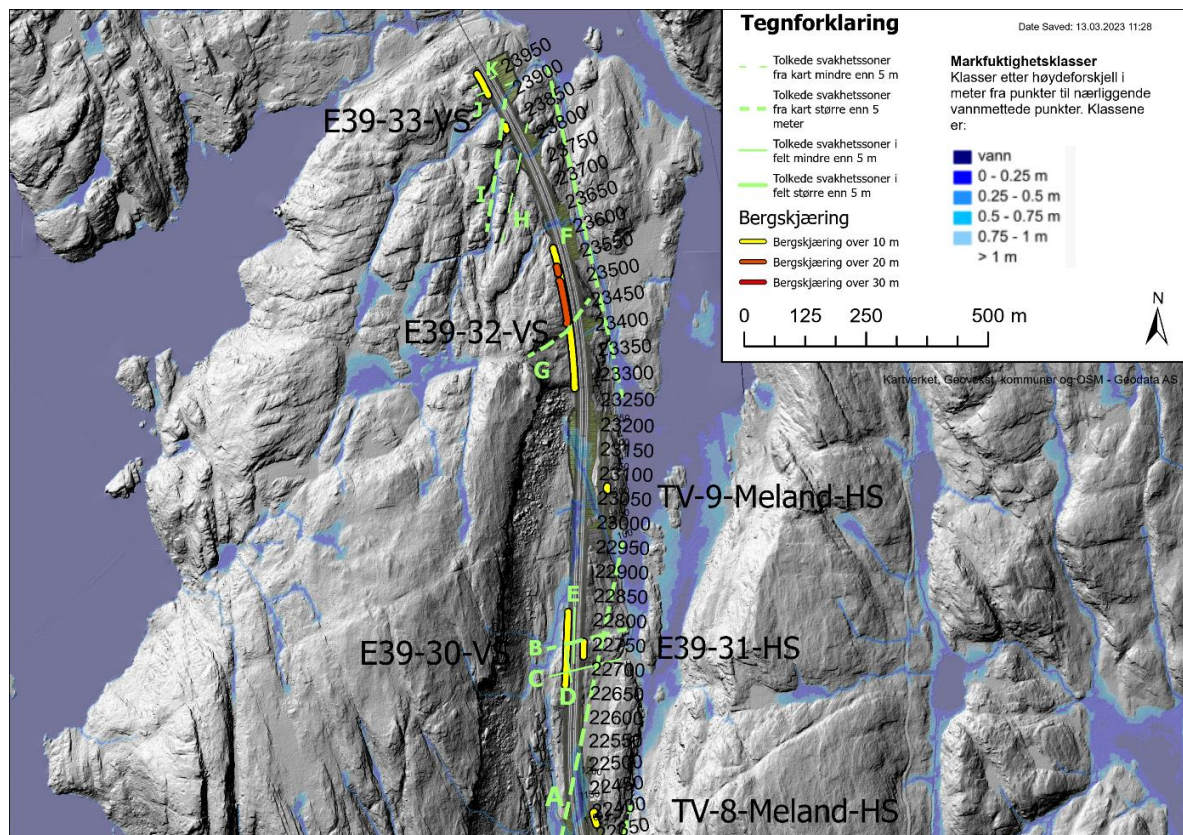 Tegnforklaring
Date Saved: 13.03.2023 11:28
Tolkede svakhetssoner
fra kart mindre enn 5 m
Tolkede svakhetssoner
fra kart større enn 5
meter
Tolkede svakhetssoner i
felt mindre enn 5 m
Tolkede svakhetssoner i
felt større enn 5 m
Bergskjæring
Bergskjæring over 10 m
Bergskjæring over 20 m
Bergskjæring over 30 m
Markfuktighetsklasser
Klasser etter høydeforskjell i
meter fra punkter til nærliggende
vannmettede punkter. Klassene
er:
vann
0 - 0.25 m
0.25 - 0.5 m
0.5 - 0.75 m
0.75 - 1 m
> 1 m
0 125 250 500 m
N
Kartverket, Geovekst, kommuner og OSM - Geodata AS
23950
K
23900
J
23850
E39-33-VS
23800
23750
23700
I
23650
H
23600
F
23550
23500
23450
23400
E39-32-VS
23350
G
23300
23250
23200
23150
23100
TV-9-Meland-HS
23050
23000
22950
22900
22850
E
22800
B
22750
E39-30-VS
E39-31-HS
22700
C
D
22650
22600
22550
22500
22450
A
22400
TV-8-Meland-HS